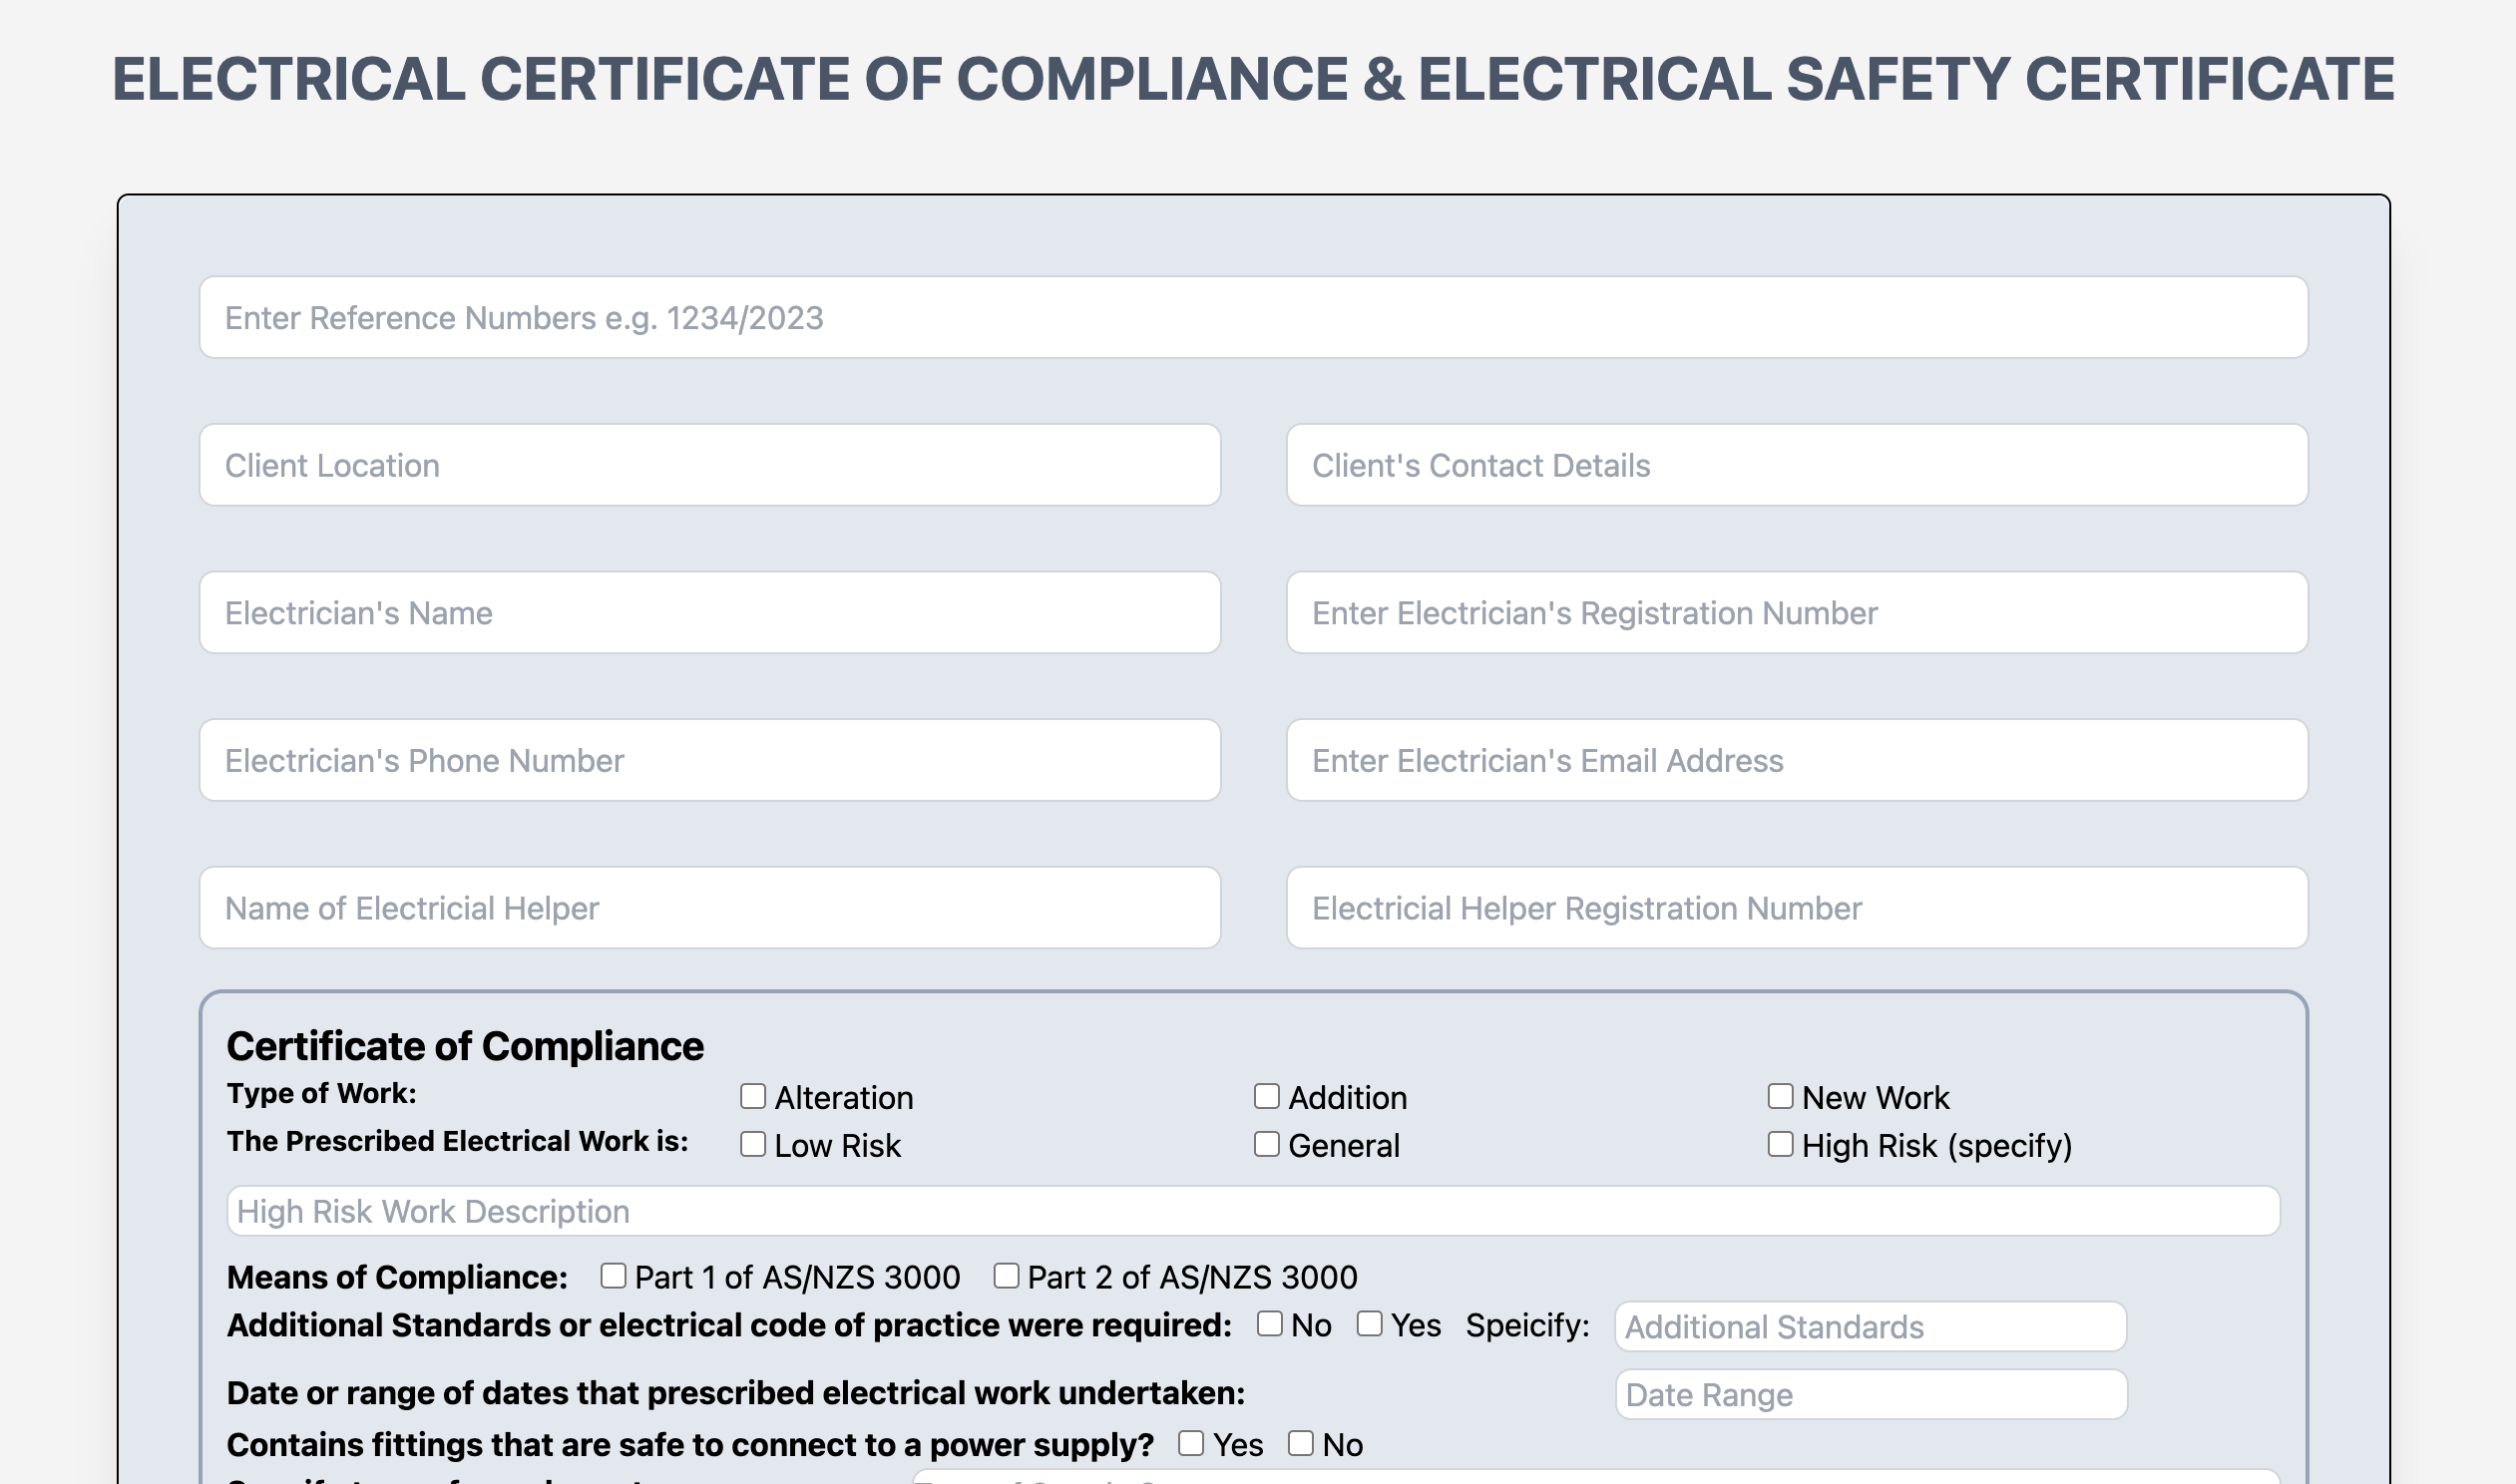 ELECTRICAL CERTIFICATE OF COMPLIANCE & ELECTRICAL SAFETY CERTIFICATE
Enter Reference Numbers e.g. 1234/2023
Client Location Client's Contact Details
Electrician's Name Enter Electrician's Registration Number
Electrician's Phone Number Enter Electrician's Email Address
Name of Electricial Helper Electricial Helper Registration Number
Certificate of Compliance
Type of Work: Alteration Addition New Work
The Prescribed Electrical Work is: Low Risk General High Risk (specify)
High Risk Work Description
Means of Compliance: Part 1 of AS/NZS 3000 Part 2 of AS/NZS 3000
Additional Standards or electrical code of practice were required: No Yes Speicify: Additional Standards
Date or range of dates that prescribed electrical work undertaken: Date Range
Contains fittings that are safe to connect to a power supply? Yes No